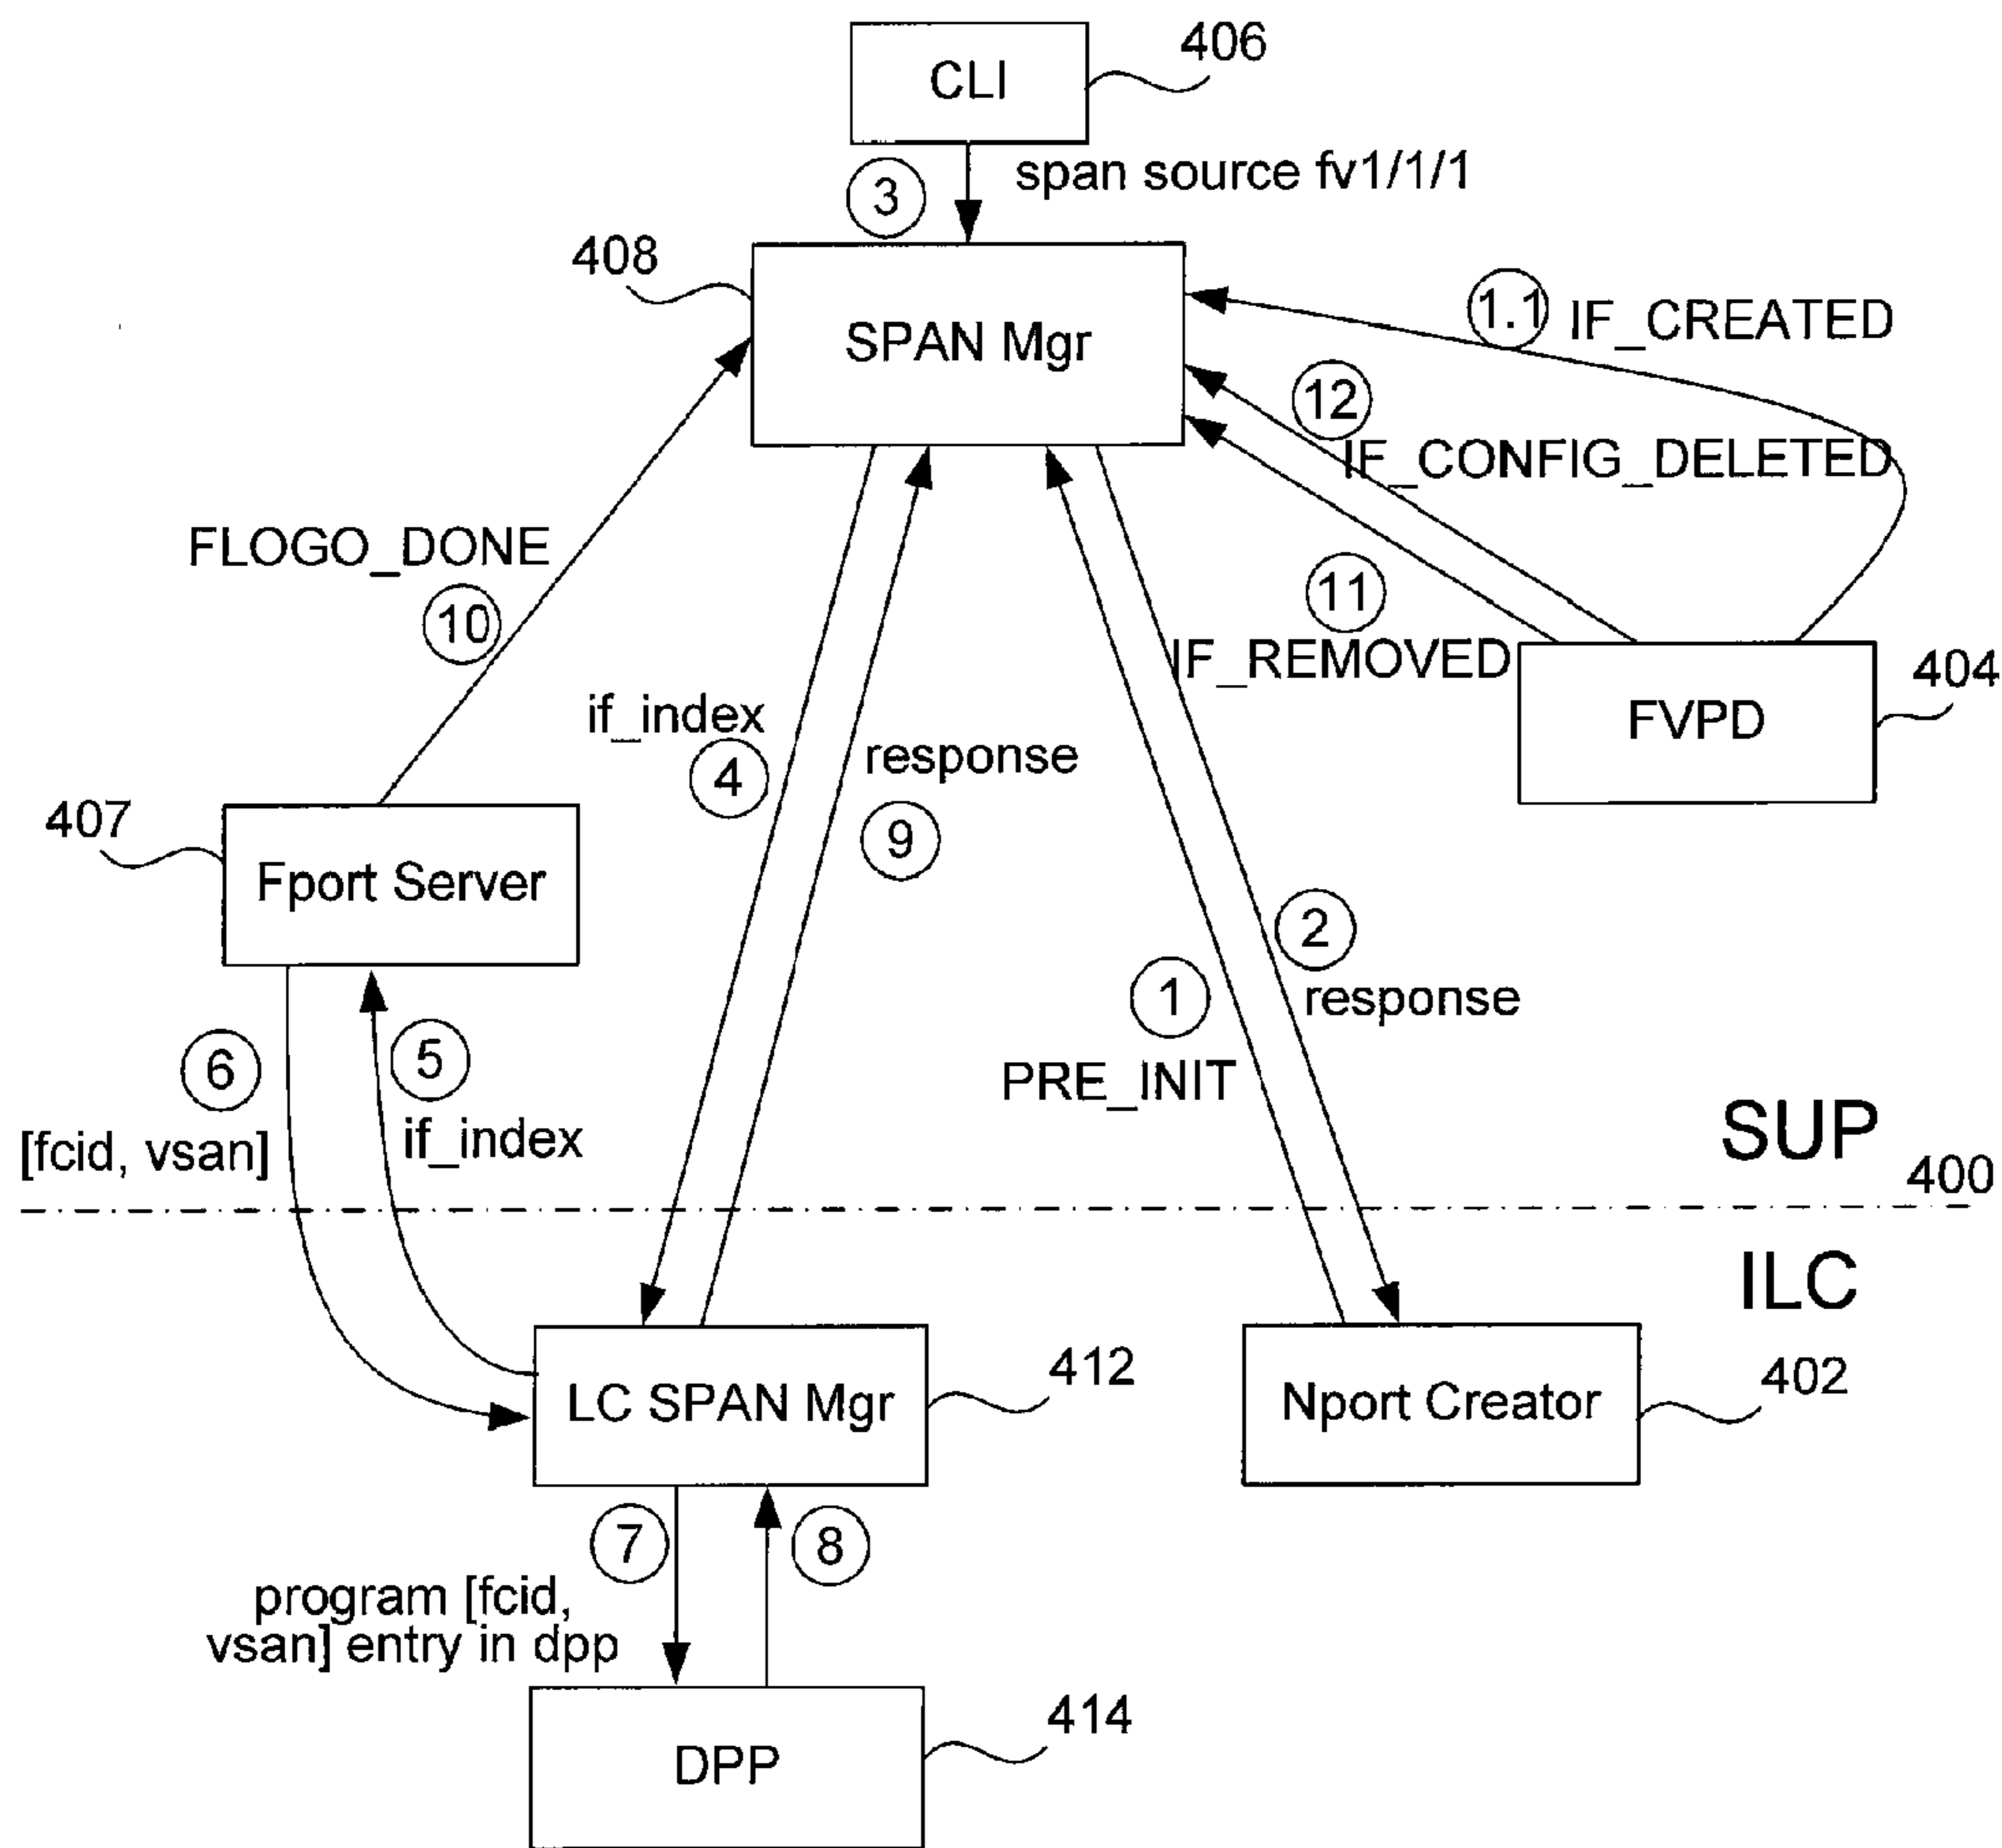 406
CLI
3
span source fv1/1/1
408
SPAN Mgr
1.1
IF_CREATED
12
IF_CONFIG_DELETED
FLOGO_DONE
10
11
IF_REMOVED
404
FVPD
if_index
4
response
9
407
Fport Server
2
1
response
PRE_INIT
6
5
[fcid, vsan]
if_index
SUP
400
ILC
LC SPAN Mgr
412
Nport Creator
402
7
8
program [fcid,
vsan] entry in dpp
DPP
414